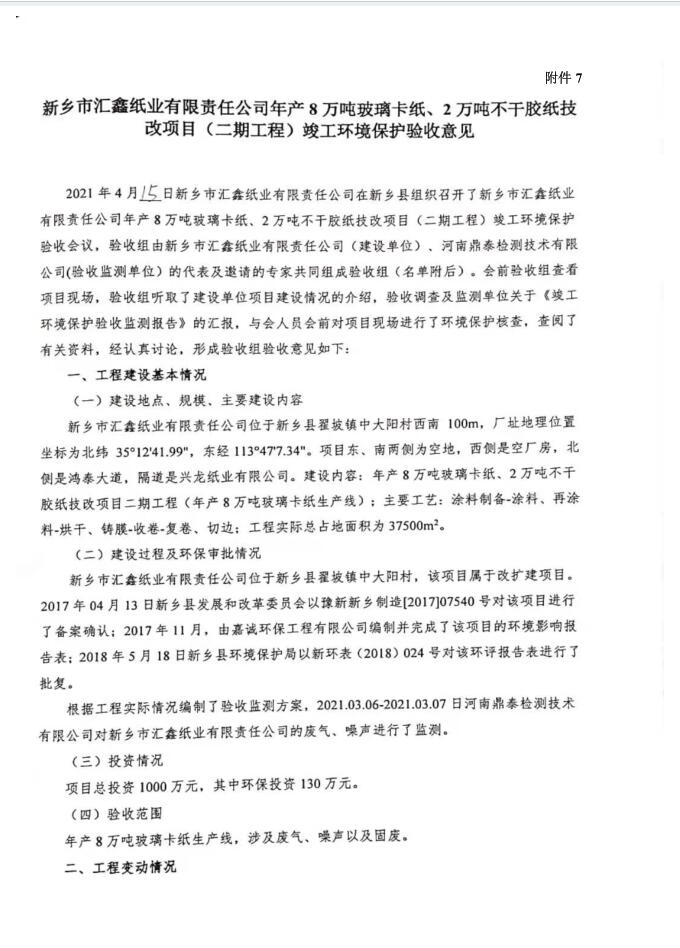 附件 7
新乡市汇鑫纸业有限责任公司年产 8 万吨玻璃卡纸、2 万吨不干胶纸技
改项目（二期工程）竣工环境保护验收意见
2021 年 4 月 15 日新乡市汇鑫纸业有限责任公司在新乡县组织召开了新乡市汇鑫纸业
有限责任公司年产 8 万吨玻璃卡纸、2 万吨不干胶纸技改项目（二期工程）竣工环境保护
验收会议，验收组由新乡市汇鑫纸业有限责任公司（建设单位）、河南鼎泰检测技术有限
公司(验收监测单位）的代表及邀请的专家共同组成验收组（名单附后）。会前验收组查看
项目现场，验收组听取了建设单位项目建设情况的介绍，验收调查及监测单位关于《竣工
环境保护验收监测报告》的汇报，与会人员会前对项目现场进行了环境保护核查，查阅了
有关资料，经认真讨论，形成验收组验收意见如下：
一、工程建设基本情况
（一）建设地点、规模、主要建设内容
新乡市汇鑫纸业有限责任公司位于新乡县翟坡镇中大阳村西南 100m，厂址地理位置
坐标为北纬 35°12'41.99"，东经 113°47'7.34"。项目东、南两侧为空地，西侧是空厂房，北
侧是鸿泰大道，隔道是兴龙纸业有限公司。建设内容：年产 8 万吨玻璃卡纸、2 万吨不干
胶纸技改项目二期工程（年产 8 万吨玻璃卡纸生产线）；主要工艺：涂料制备-涂料、再涂
料-烘干、铸膜-收卷-复卷、切边；工程实际总占地面积为 37500m²。
（二）建设过程及环保审批情况
新乡市汇鑫纸业有限责任公司位于新乡县翟坡镇中大阳村，该项目属于改扩建项目。
2017 年 04 月 13 日新乡县发展和改革委员会以豫新新乡制造[2017]07540 号对该项目进行
了备案确认；2017 年 11 月，由嘉诚环保工程有限公司编制并完成了该项目的环境影响报
告表；2018 年 5 月 18 日新乡县环境保护局以新环表（2018）024 号对该环评报告表进行了
批复。
根据工程实际情况编制了验收监测方案，2021.03.06-2021.03.07 日河南鼎泰检测技术
有限公司对新乡市汇鑫纸业有限责任公司的废气、噪声进行了监测。
（三）投资情况
项目总投资 1000 万元，其中环保投资 130 万元。
（四）验收范围
年产 8 万吨玻璃卡纸生产线，涉及废气、噪声以及固废。
二、工程变动情况